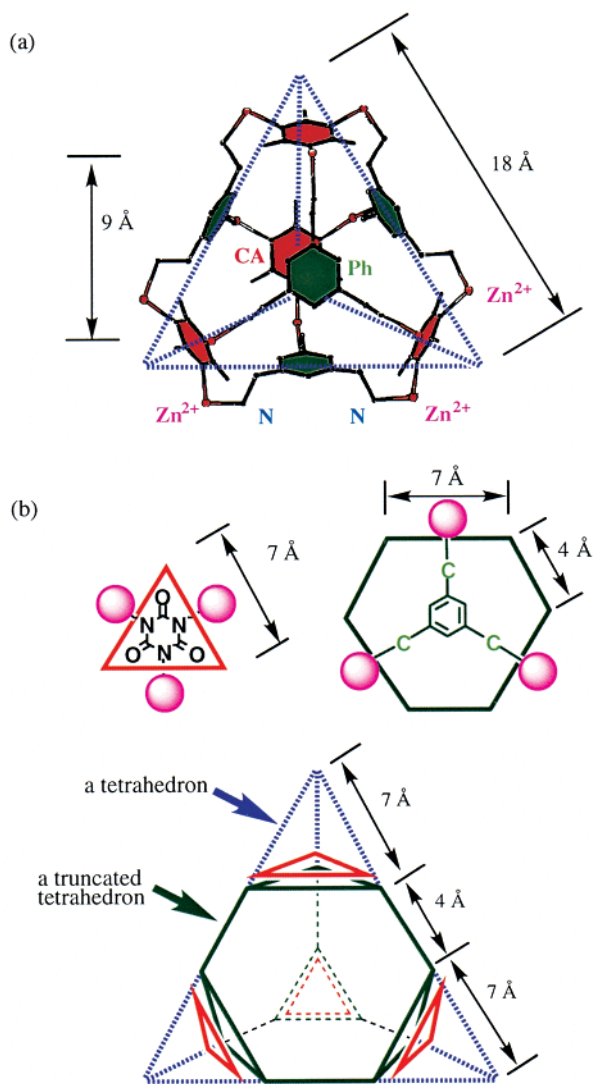 (a)
18 Å
9 Å
CA
Ph
Zn2+
Zn2+ N N Zn2+
(b)
7 Å
7 Å
4 Å
C
O
N N
O N O
C C
a tetrahedron
7 Å
a truncated
tetrahedron
4 Å
7 Å